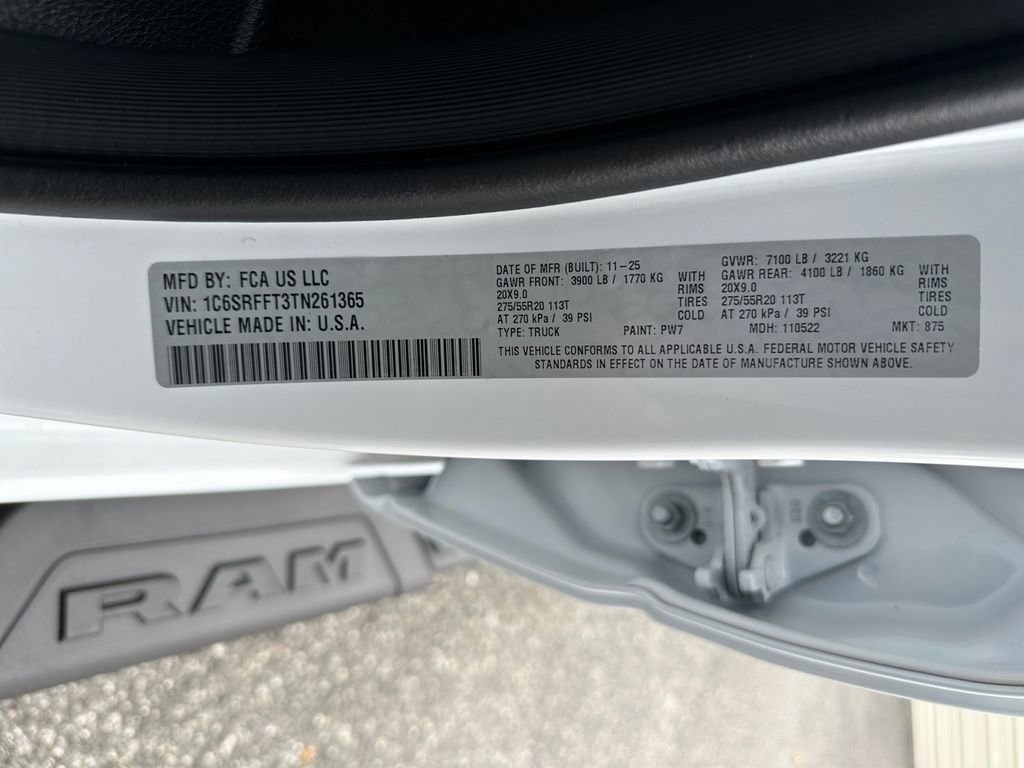 MFD BY: FCA US LLC
VIN: 1C6SRFFT3TN261365
VEHICLE MADE IN: U.S.A.
DATE OF MFR (BUILT): 11-25
GAWR FRONT: 3900 LB / 1770 KG WITH
20X9.0 RIMS
275/55R20 113T TIRES
AT 270 kPa / 39 PSI COLD
TYPE: TRUCK PAINT: PW7
GVWR: 7100 LB / 3221 KG
GAWR REAR: 4100 LB / 1860 KG WITH
20X9.0 RIMS
275/55R20 113T TIRES
AT 270 kPa / 39 PSI COLD
MDH: 110522 MKT: 875
THIS VEHICLE CONFORMS TO ALL APPLICABLE U.S.A. FEDERAL MOTOR VEHICLE SAFETY
STANDARDS IN EFFECT ON THE DATE OF MANUFACTURE SHOWN ABOVE.
RAM